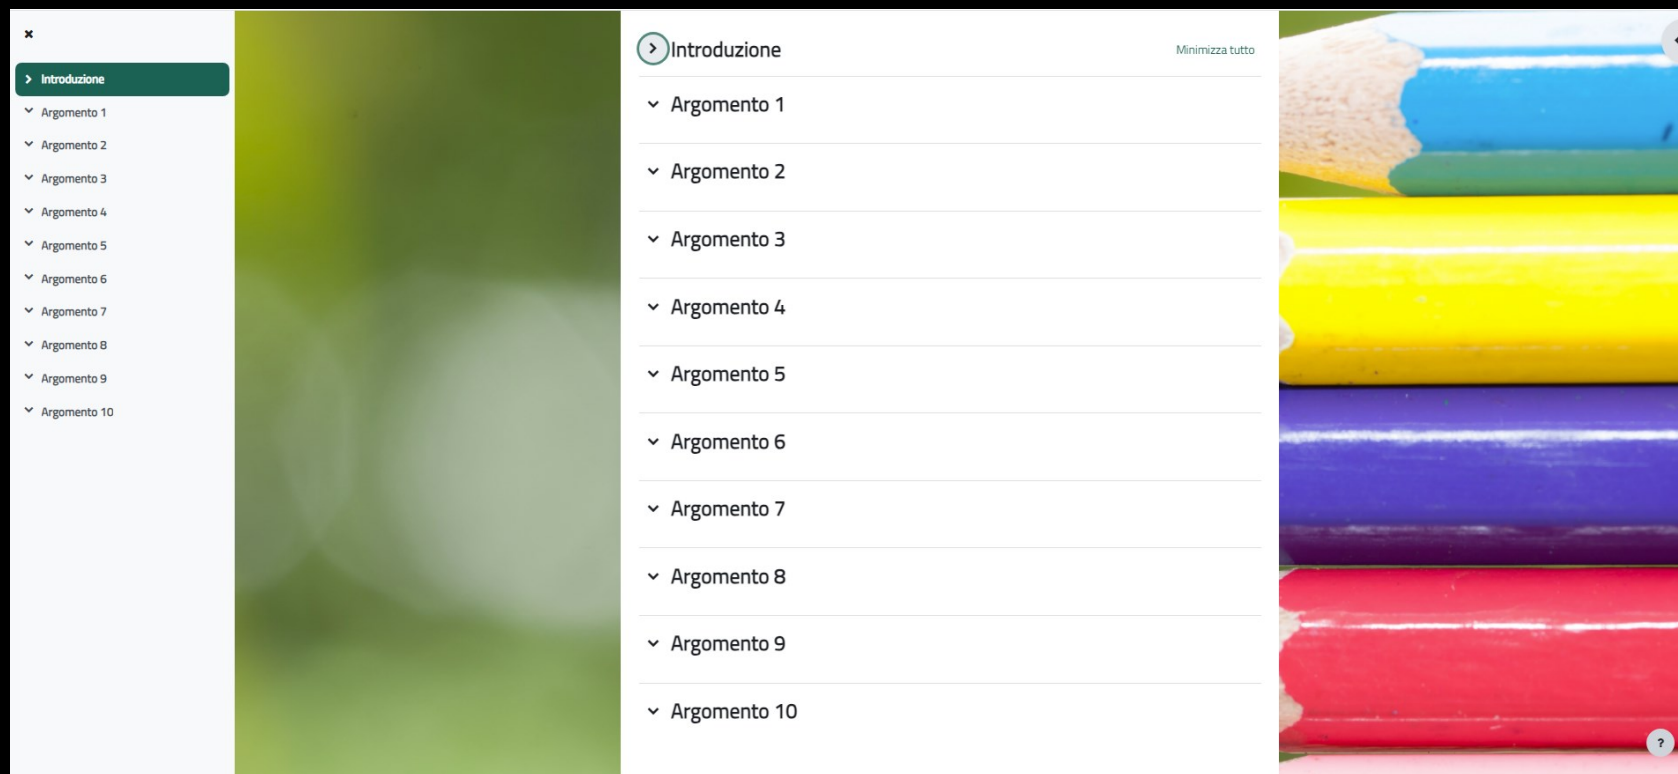 Introduzione
Argomento 1
Argomento 2
Argomento 3
Argomento 4
Argomento 5
Argomento 6
Argomento 7
Argomento 8
Argomento 9
Argomento 10
Introduzione
Minimizza tutto
Argomento 1
Argomento 2
Argomento 3
Argomento 4
Argomento 5
Argomento 6
Argomento 7
Argomento 8
Argomento 9
Argomento 10
?